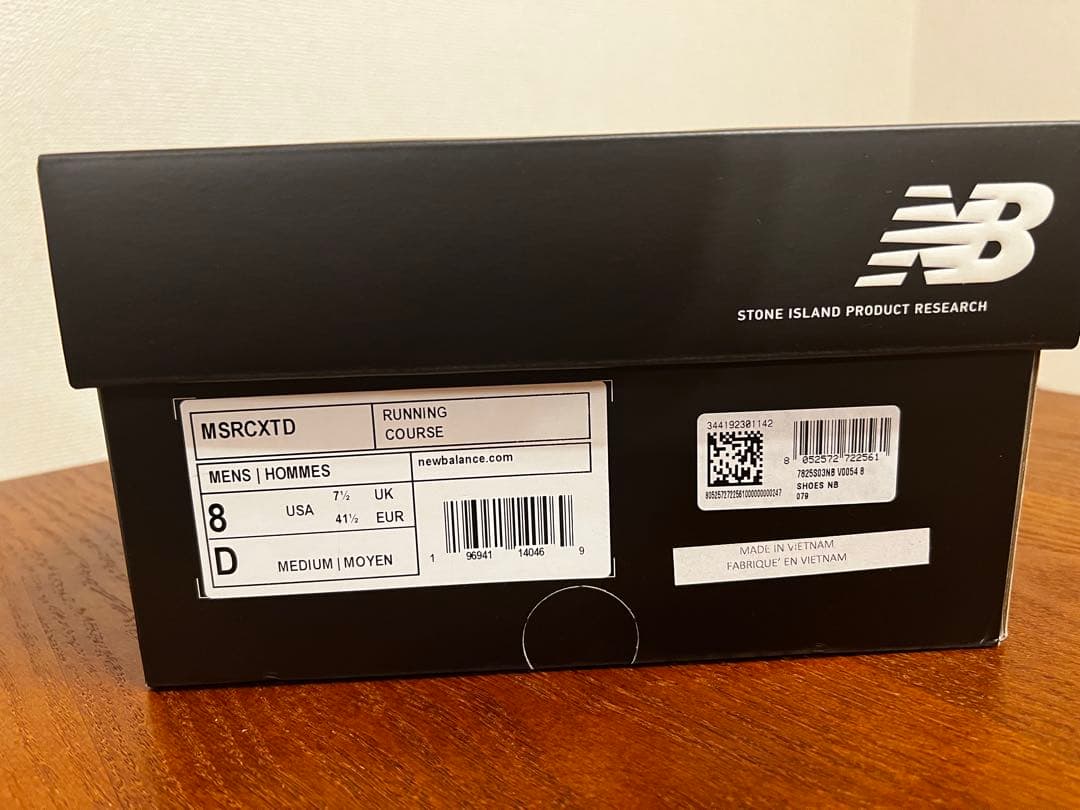 NB
STONE ISLAND PRODUCT RESEARCH
MSRCXTD
RUNNING
COURSE
MENS | HOMMES
newbalance.com
8
USA
7½ UK
41½ EUR
D
MEDIUM | MOYEN
1 96941 14046 9
344192301142
8 052572 722561
7825S03NB V0054 8
SHOES NB
079
8052572722561000000000247
MADE IN VIETNAM
FABRIQUE' EN VIETNAM